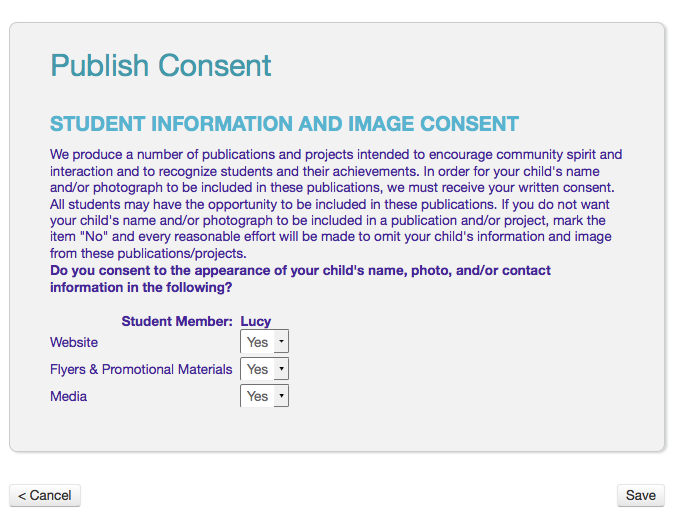 Publish Consent
STUDENT INFORMATION AND IMAGE CONSENT
We produce a number of publications and projects intended to encourage community spirit and
interaction and to recognize students and their achievements. In order for your child's name
and/or photograph to be included in these publications, we must receive your written consent.
All students may have the opportunity to be included in these publications. If you do not want
your child's name and/or photograph to be included in a publication and/or project, mark the
item "No" and every reasonable effort will be made to omit your child's information and image
from these publications/projects.
Do you consent to the appearance of your child's name, photo, and/or contact
information in the following?
Student Member: Lucy
Website Yes
Flyers & Promotional Materials Yes
Media Yes
< Cancel Save